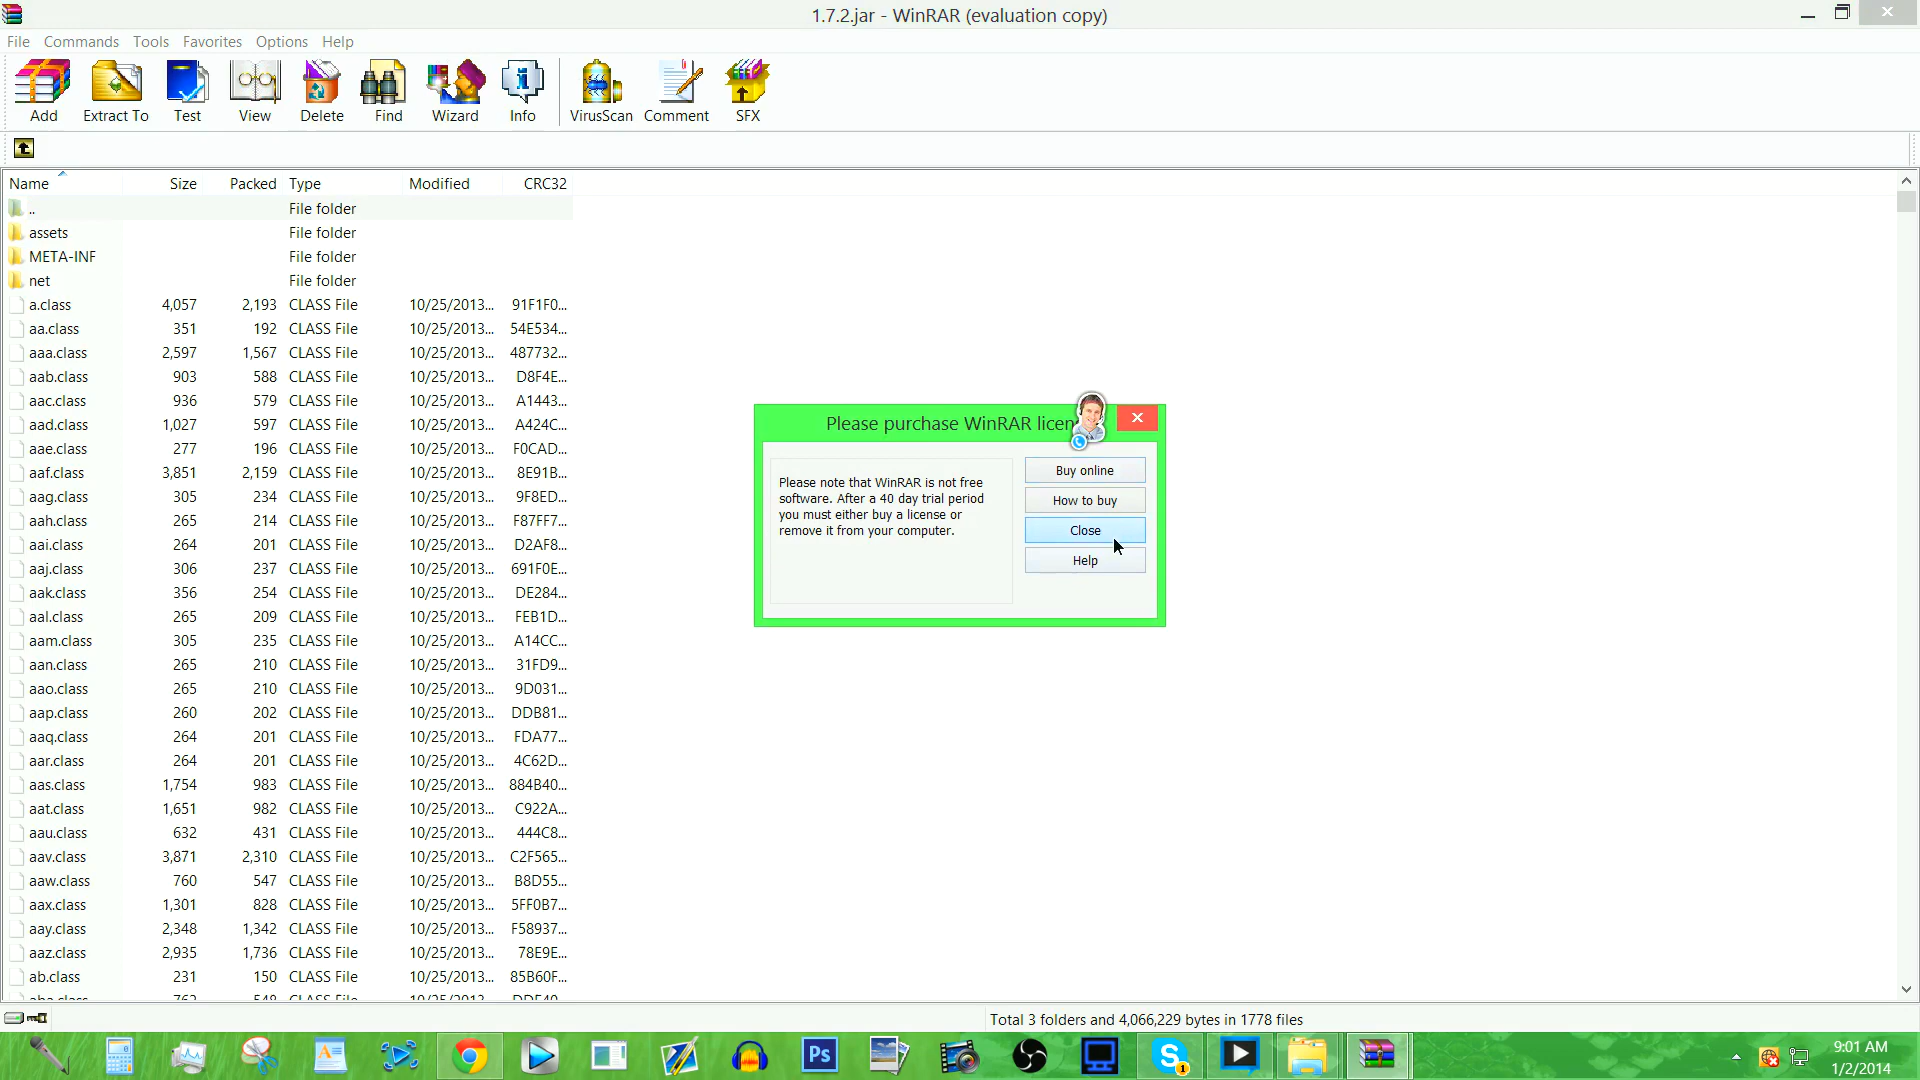 1.7.2.jar - WinRAR (evaluation copy)
File Commands Tools Favorites Options Help
Add Extract To Test View Delete Find Wizard Info VirusScan Comment SFX
Name Size Packed Type Modified CRC32
.. File folder
assets File folder
META-INF File folder
net File folder
a.class 4,057 2,193 CLASS File 10/25/2013... 91F1F0...
aa.class 351 192 CLASS File 10/25/2013... 54E534...
aaa.class 2,597 1,567 CLASS File 10/25/2013... 487732...
aab.class 903 588 CLASS File 10/25/2013... D8F4E...
aac.class 936 579 CLASS File 10/25/2013... A1443...
aad.class 1,027 597 CLASS File 10/25/2013... A424C...
aae.class 277 196 CLASS File 10/25/2013... F0CAD...
aaf.class 3,851 2,159 CLASS File 10/25/2013... 8E91B...
aag.class 305 234 CLASS File 10/25/2013... 9F8ED...
aah.class 265 214 CLASS File 10/25/2013... F87FF7...
aai.class 264 201 CLASS File 10/25/2013... D2AF8...
aaj.class 306 237 CLASS File 10/25/2013... 691F0E...
aak.class 356 254 CLASS File 10/25/2013... DE284...
aal.class 265 209 CLASS File 10/25/2013... FEB1D...
aam.class 305 235 CLASS File 10/25/2013... A14CC...
aan.class 265 210 CLASS File 10/25/2013... 31FD9...
aao.class 265 210 CLASS File 10/25/2013... 9D031...
aap.class 260 202 CLASS File 10/25/2013... DDB81...
aaq.class 264 201 CLASS File 10/25/2013... FDA77...
aar.class 264 201 CLASS File 10/25/2013... 4C62D...
aas.class 1,754 983 CLASS File 10/25/2013... 884B40...
aat.class 1,651 982 CLASS File 10/25/2013... C922A...
aau.class 632 431 CLASS File 10/25/2013... 444C8...
aav.class 3,871 2,310 CLASS File 10/25/2013... C2F565...
aaw.class 760 547 CLASS File 10/25/2013... B8D55...
aax.class 1,301 828 CLASS File 10/25/2013... 5FF0B7...
aay.class 2,348 1,342 CLASS File 10/25/2013... F58937...
aaz.class 2,935 1,736 CLASS File 10/25/2013... 78E9E...
ab.class 231 150 CLASS File 10/25/2013... 85B60F...
Please purchase WinRAR licen
Please note that WinRAR is not free
software. After a 40 day trial period
you must either buy a license or
remove it from your computer.
Buy online
How to buy
Close
Help
Total 3 folders and 4,066,229 bytes in 1778 files
Ps
S
1
9:01 AM
1/2/2014